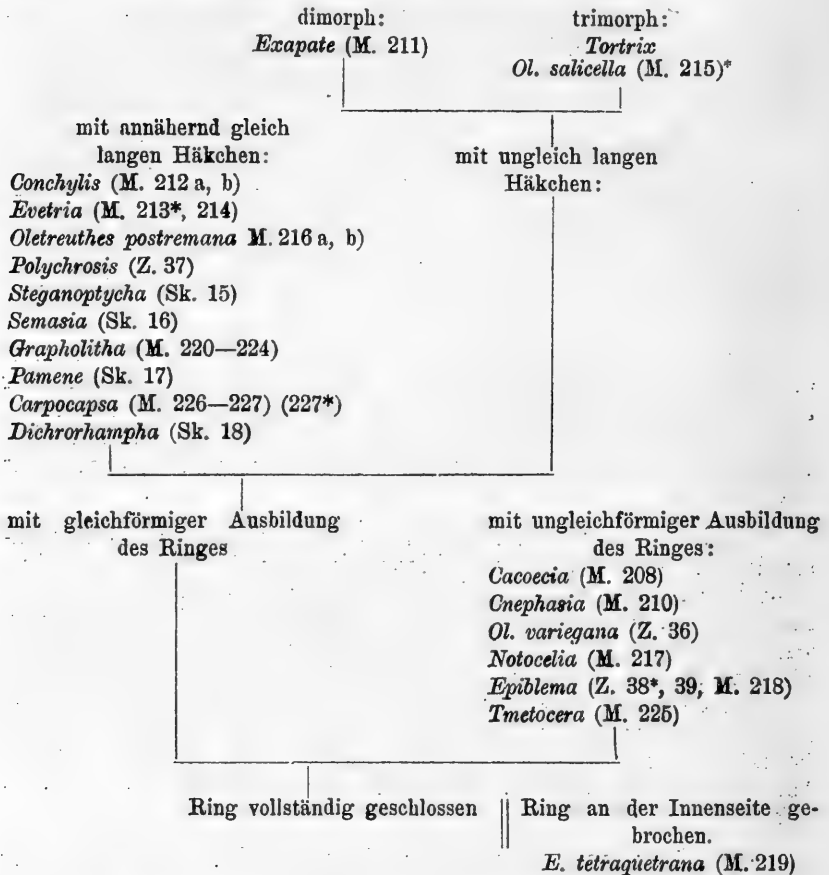 dimorph:
Exapate (M. 211)
trimorph:
Tortrix
Ol. salicella (M. 215)*
mit annähernd gleich
langen Häkchen:
Conchylis (M. 212 a, b)
Evetria (M. 213*, 214)
Oletreuthes postremana M. 216 a, b)
Polychrosis (Z. 37)
Steganoptycha (Sk. 15)
Semasia (Sk. 16)
Grapholitha (M. 220—224)
Pamene (Sk. 17)
Carpocapsa (M. 226—227) (227*)
Dichrorhampha (Sk. 18)
mit ungleich langen
Häkchen:
mit gleichförmiger Ausbildung
des Ringes
mit ungleichförmiger Ausbildung
des Ringes:
Cacoecia (M. 208)
Cnephasia (M. 210)
Ol. variegana (Z. 36)
Notocelia (M. 217)
Epiblema (Z. 38*, 39, M. 218)
Tmetocera (M. 225)
Ring vollständig geschlossen
Ring an der Innenseite ge-
brochen.
E. tetraquetrana (M. 219)